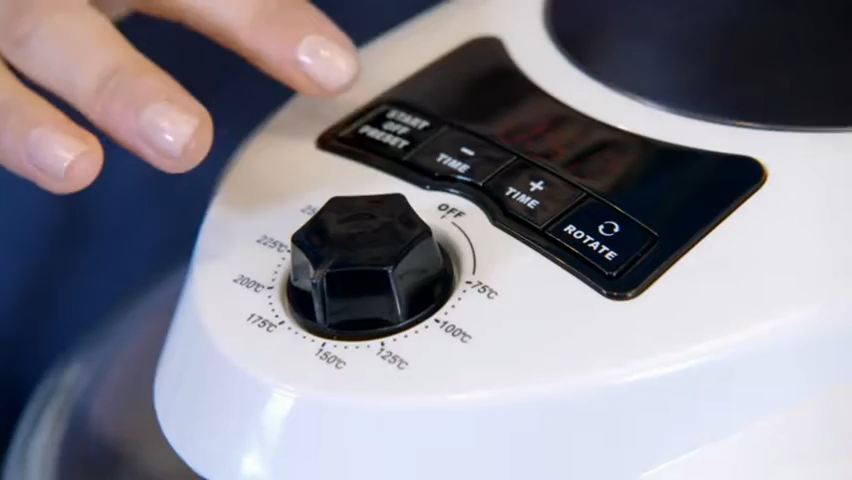 START
OFF
PRESET
-
TIME
+
TIME
ROTATE
OFF
75℃
100℃
125℃
150℃
175℃
200℃
225℃